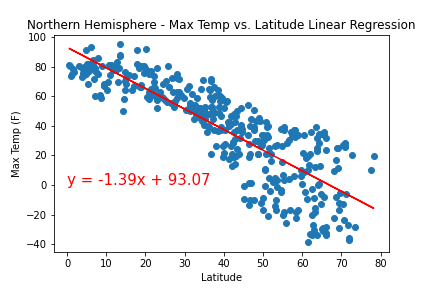 Northern Hemisphere - Max Temp vs. Latitude Linear Regression
100
80
60
40
20
0
−20
−40
Max Temp (F)
y = -1.39x + 93.07
0 10 20 30 40 50 60 70 80
Latitude